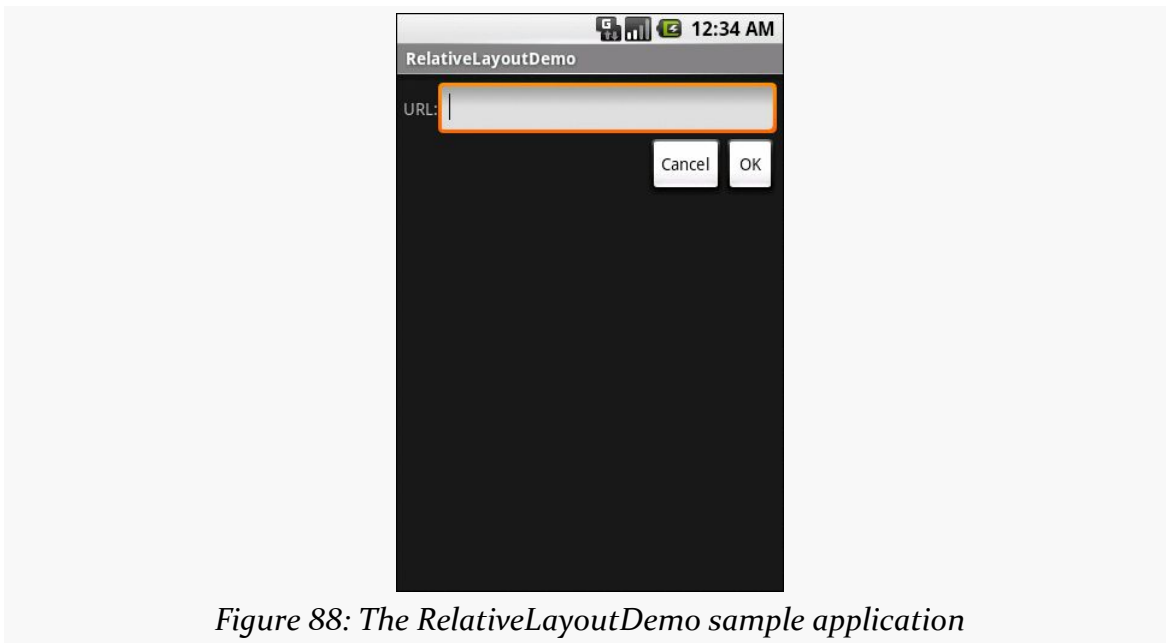 G
12:34 AM
RelativeLayoutDemo
URL:
Cancel OK
Figure 88: The RelativeLayoutDemo sample application